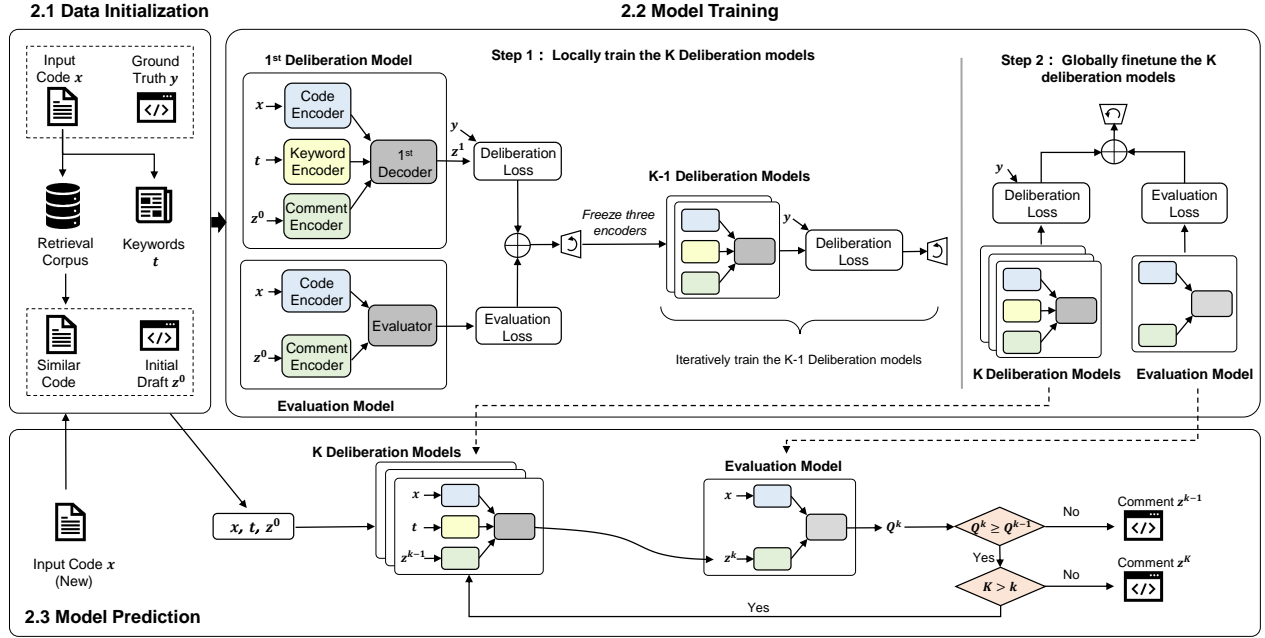 2.1 Data Initialization
2.2 Model Training
Input
Code x
Ground
Truth y
Retrieval
Corpus
Keywords
t
Similar
Code
Initial
Draft z⁰
Step 1： Locally train the K Deliberation models
1st Deliberation Model
x
Code
Encoder
t
Keyword
Encoder
z⁰
Comment
Encoder
1st
Decoder
y
z¹
Deliberation
Loss
x
Code
Encoder
z⁰
Comment
Encoder
Evaluator
Evaluation
Loss
Evaluation Model
Freeze three
encoders
K-1 Deliberation Models
y
Deliberation
Loss
Iteratively train the K-1 Deliberation models
Step 2： Globally finetune the K
deliberation models
y
Deliberation
Loss
Evaluation
Loss
K Deliberation Models
Evaluation Model
Input Code x
(New)
x, t, z⁰
K Deliberation Models
x
t
zᵏ⁻¹
Evaluation Model
x
zᵏ
Qᵏ
Qᵏ ≥ Qᵏ⁻¹
No
Comment zᵏ⁻¹
Yes
K > k
No
Comment zᴷ
Yes
2.3 Model Prediction